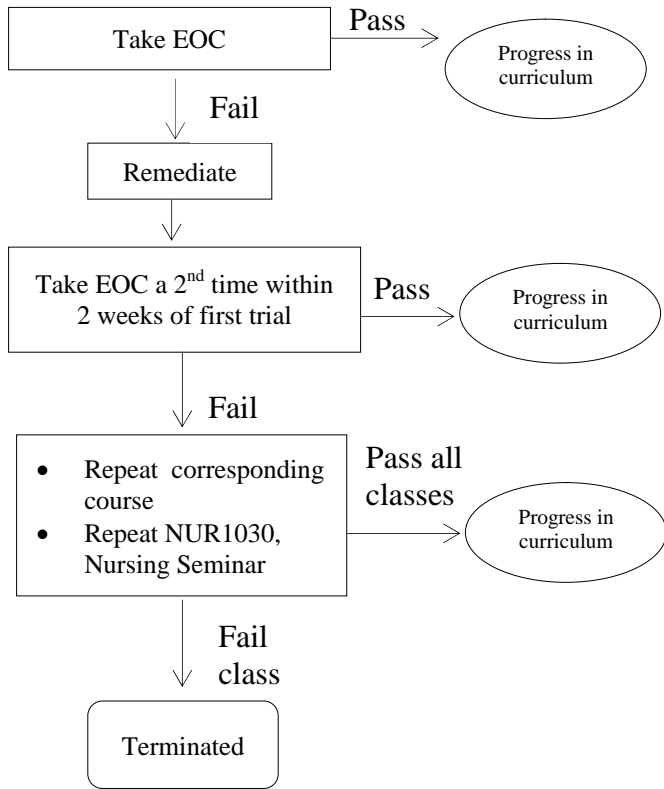 Take EOC
Pass
Progress in
curriculum
Fail
Remediate
Take EOC a 2nd time within
2 weeks of first trial
Pass
Progress in
curriculum
Fail
• Repeat corresponding
course
• Repeat NUR1030,
Nursing Seminar
Pass all
classes
Progress in
curriculum
Fail
class
Terminated